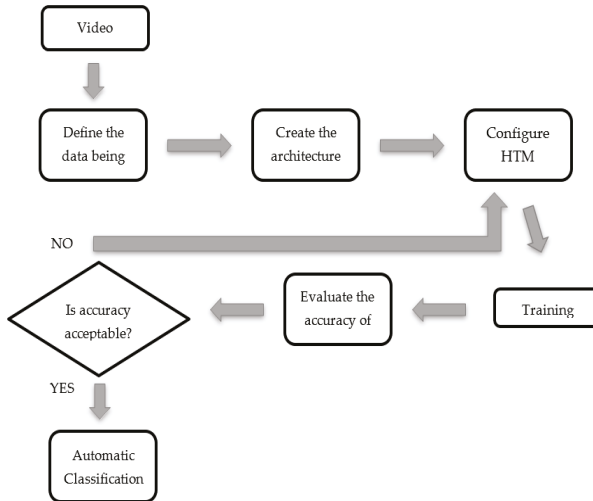 Video
Define the
data being
Create the
architecture
Configure
HTM
NO
Is accuracy
acceptable?
Evaluate the
accuracy of
Training
YES
Automatic
Classification